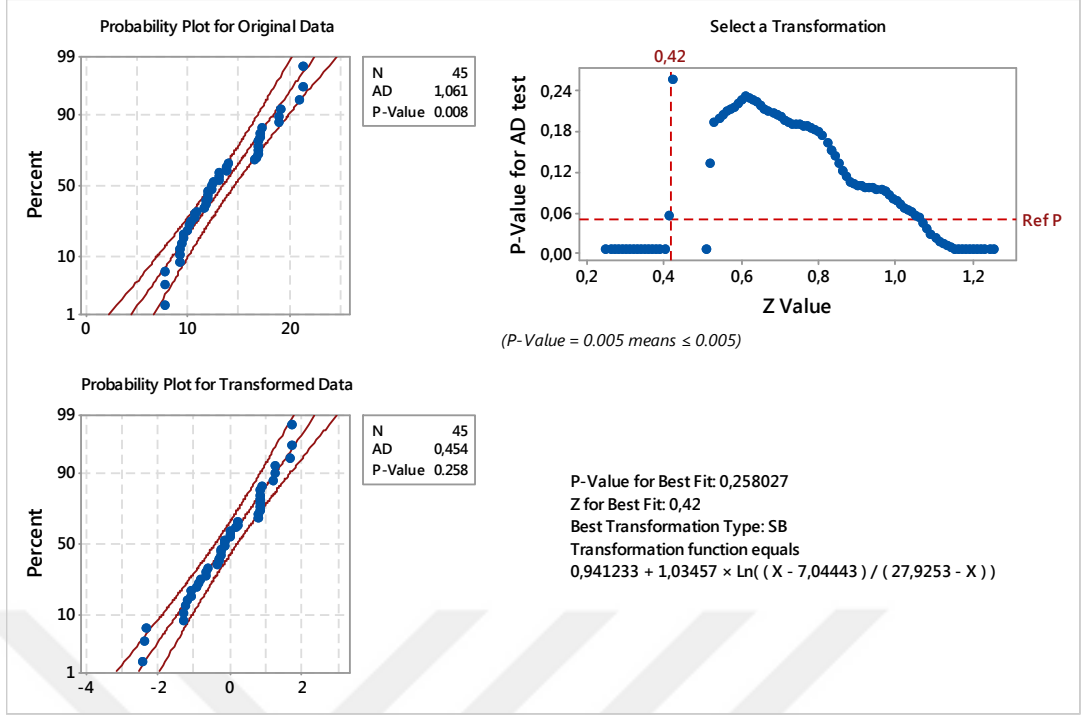 Probability Plot for Original Data
99
90
50
10
1
Percent
0
10
20
N 45
AD 1,061
P-Value 0.008
Select a Transformation
0,42
0,24
0,18
0,12
0,06
0,00
P-Value for AD test
Ref P
0,2
0,4
0,6
0,8
1,0
1,2
Z Value
(P-Value = 0.005 means ≤ 0.005)
Probability Plot for Transformed Data
99
90
50
10
1
Percent
-4
-2
0
2
N 45
AD 0,454
P-Value 0.258
P-Value for Best Fit: 0,258027
Z for Best Fit: 0,42
Best Transformation Type: SB
Transformation function equals
0,941233 + 1,03457 × Ln( ( X - 7,04443 ) / ( 27,9253 - X ) )